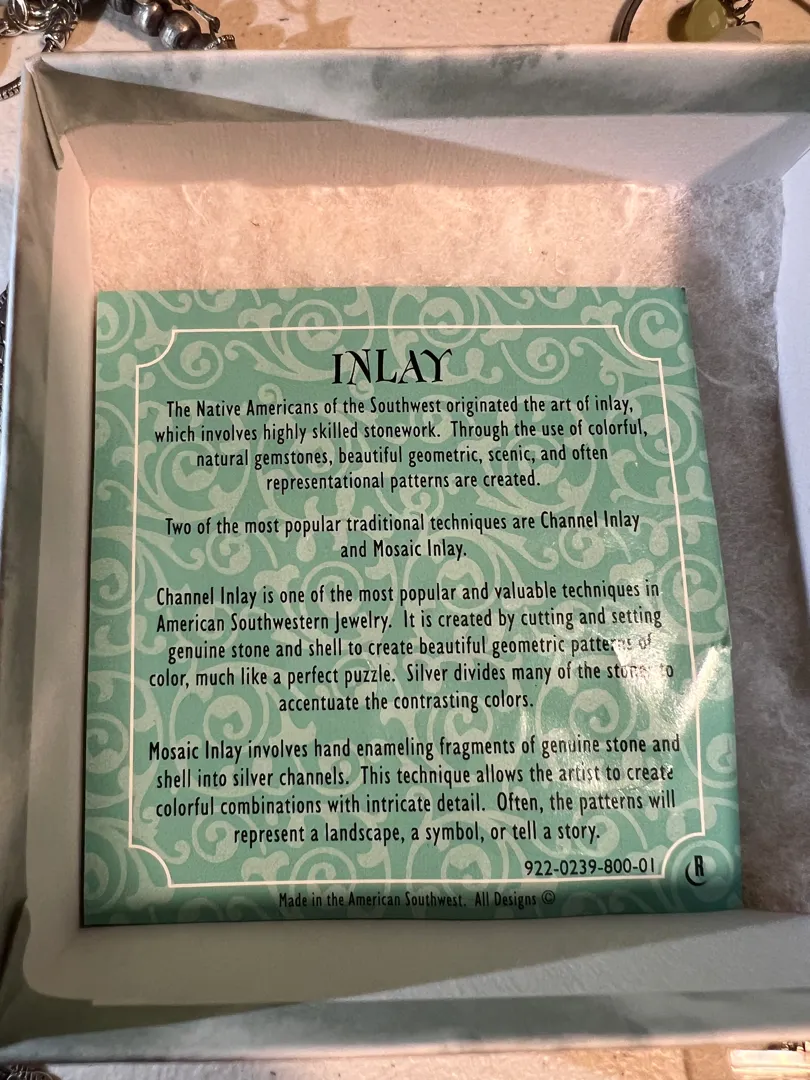 INLAY
The Native Americans of the Southwest originated the art of inlay,
which involves highly skilled stonework. Through the use of colorful,
natural gemstones, beautiful geometric, scenic, and often
representational patterns are created.
Two of the most popular traditional techniques are Channel Inlay
and Mosaic Inlay.
Channel Inlay is one of the most popular and valuable techniques in
American Southwestern Jewelry. It is created by cutting and setting
genuine stone and shell to create beautiful geometric patterns of
color, much like a perfect puzzle. Silver divides many of the stones to
accentuate the contrasting colors.
Mosaic Inlay involves hand enameling fragments of genuine stone and
shell into silver channels. This technique allows the artist to create
colorful combinations with intricate detail. Often, the patterns will
represent a landscape, a symbol, or tell a story.
922-0239-800-01
R
Made in the American Southwest. All Designs ©